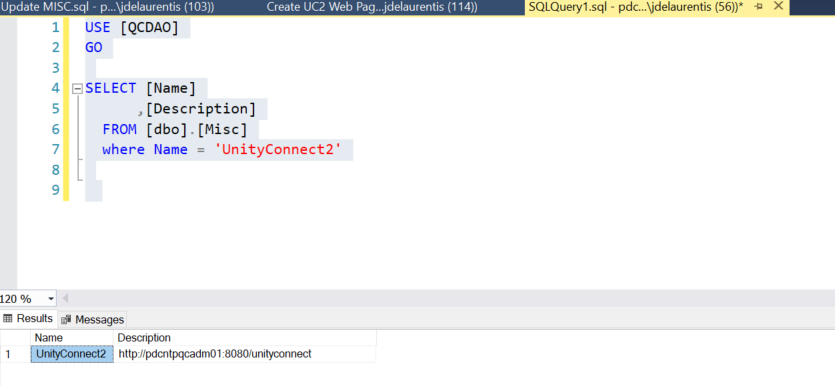 Update MISC.sql - p...\jdelaurentis (103))
Create UC2 Web Pag...jdelaurentis (114))
SQLQuery1.sql - pdc...\jdelaurentis (56))*
1 USE [QCDAO]
2 GO
3
4 SELECT [Name]
5 ,[Description]
6 FROM [dbo].[Misc]
7 where Name = 'UnityConnect2'
8
9
120 %
Results
Messages
Name Description
1 UnityConnect2 http://pdcntpqcadm01:8080/unityconnect